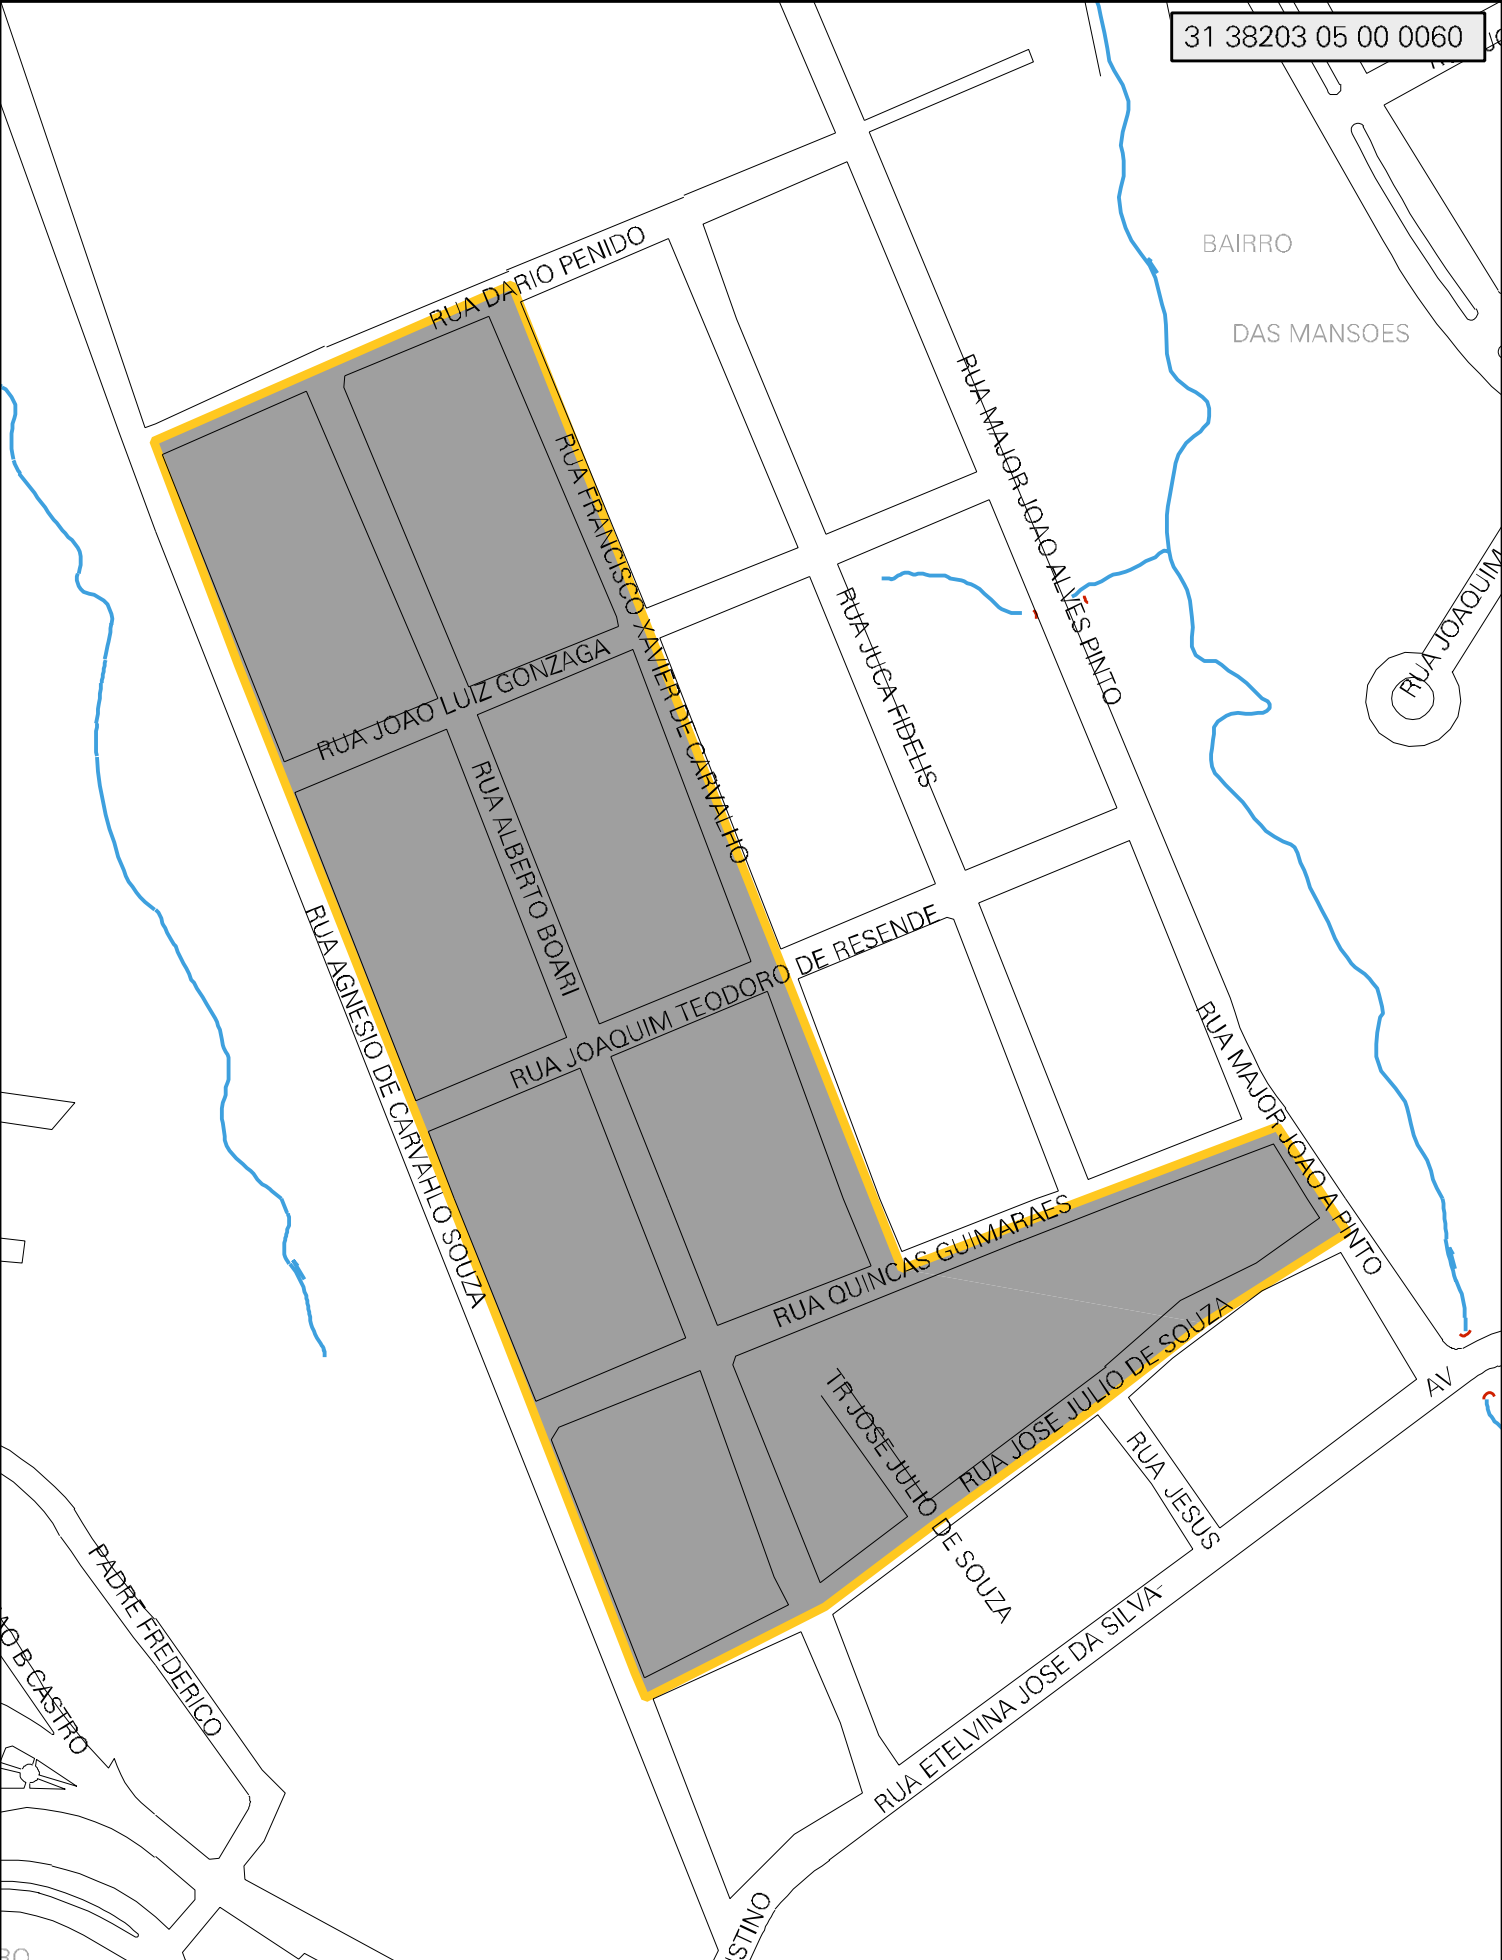 31 38203 05 00 0060
BAIRRO
DAS MANSOES
RUA DARIO PENIDO
RUA MAJOR JOAO ALVES PINTO
RUA FRANCISCO XAVIER DE CARVALHO
RUA JOAQUIM
RUA JUCA FIDELIS
RUA JOAO LUIZ GONZAGA
RUA ALBERTO BOARI
RUA AGNESIO DE CARVAHLO SOUZA
RUA JOAQUIM TEODORO DE RESENDE
RUA MAJOR JOAO A PINTO
RUA QUINCAS GUIMARAES
RUA JOSE JULIO DE SOUZA
TR JOSE JULIO DE SOUZA
AV
RUA JESUS
PADRE FREDERICO
B CASTRO
RUA ETELVINA JOSE DA SILVA
STINO